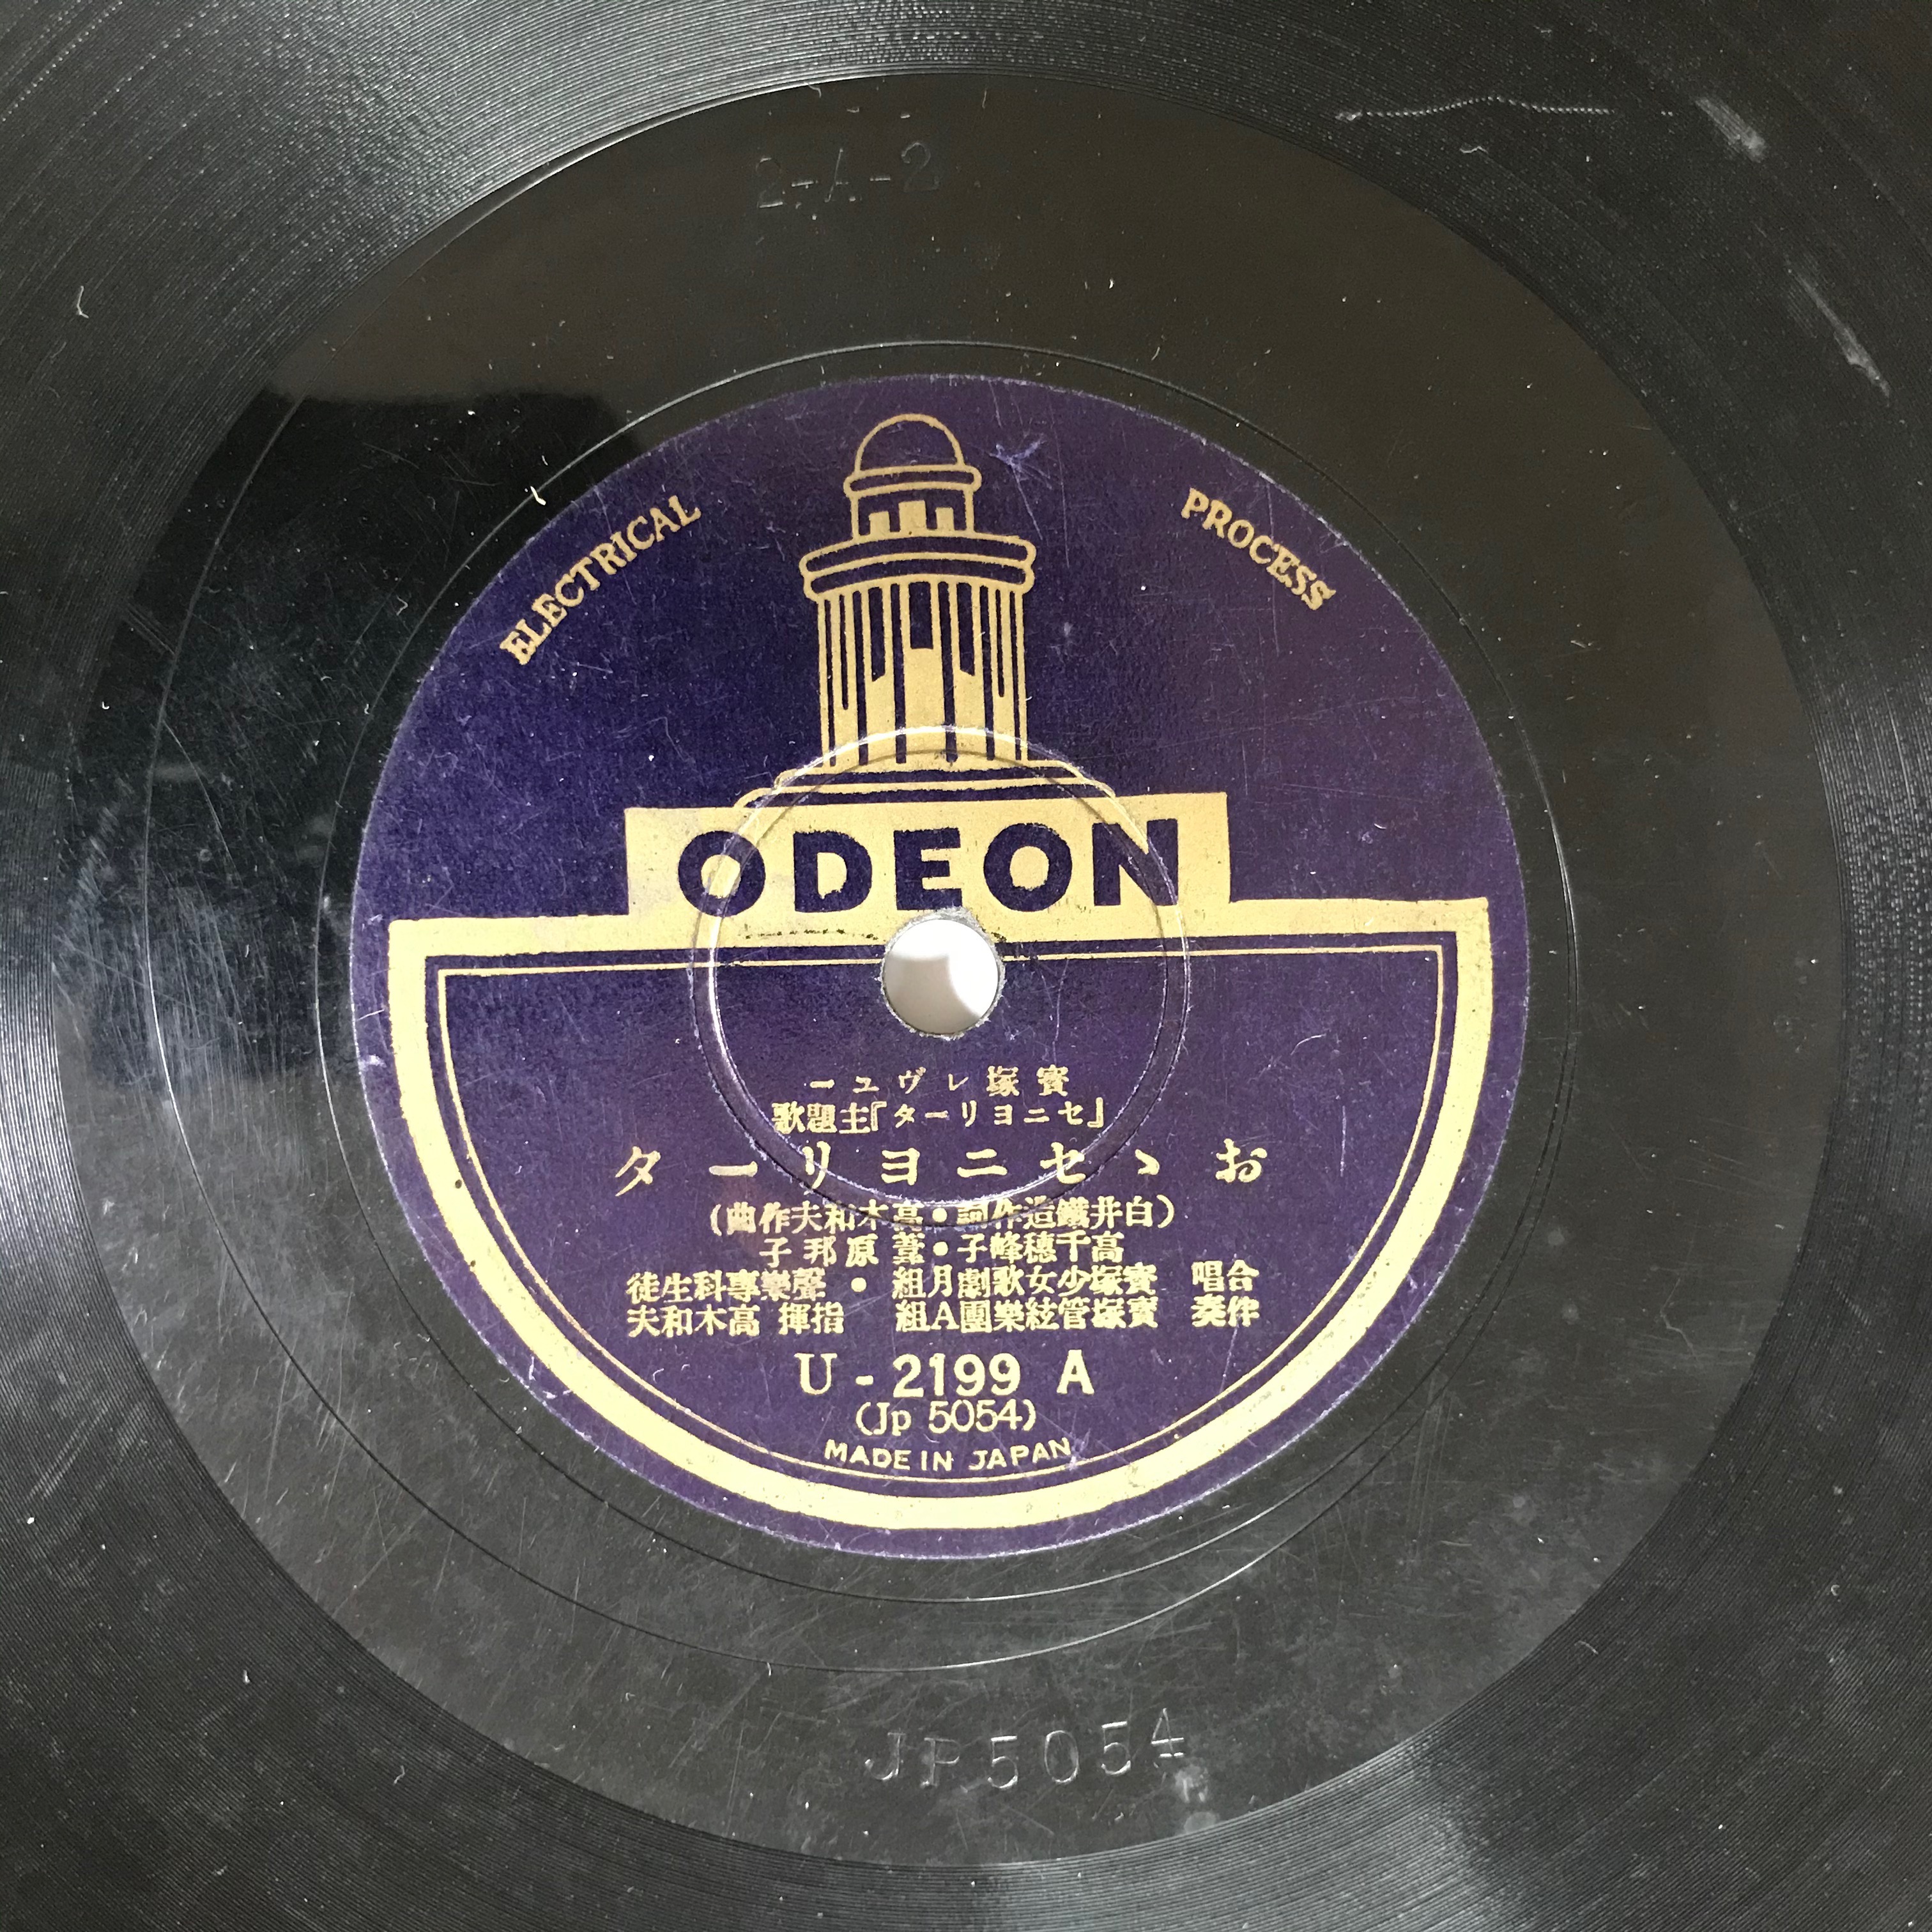 2-A-2
ELECTRICAL PROCESS
ODEON
寶塚レヴユー
『セニヨリータ』主題歌
おゝセニヨリータ
(白井鐵造作詞・高木和夫作曲)
高千穗峰子・葦原邦子
合唱 寶塚少女歌劇月組・聲樂專科生徒
伴奏 寶塚管絃樂團A組 指揮 高木和夫
U-2199 A
(Jp 5054)
MADE IN JAPAN
JP5054